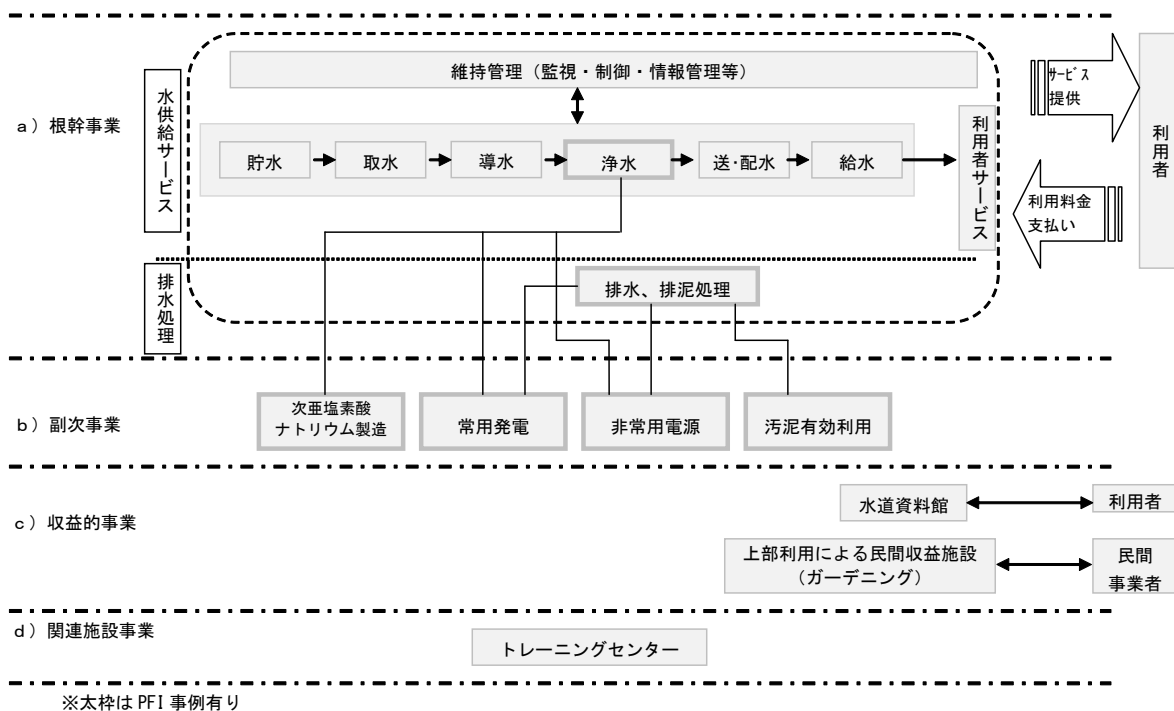 維持管理（監視・制御・情報管理等）
サービス
提供
a）根幹事業
水供給サービス
貯水
取水
導水
浄水
送・配水
給水
利用者サービス
利用者
利用料金
支払い
排水処理
排水、排泥処理
b）副次事業
次亜塩素酸
ナトリウム製造
常用発電
非常用電源
汚泥有効利用
c）収益的事業
水道資料館
利用者
上部利用による民間収益施設
（ガーデニング）
民間
事業者
d）関連施設事業
トレーニングセンター
※太枠は PFI 事例有り